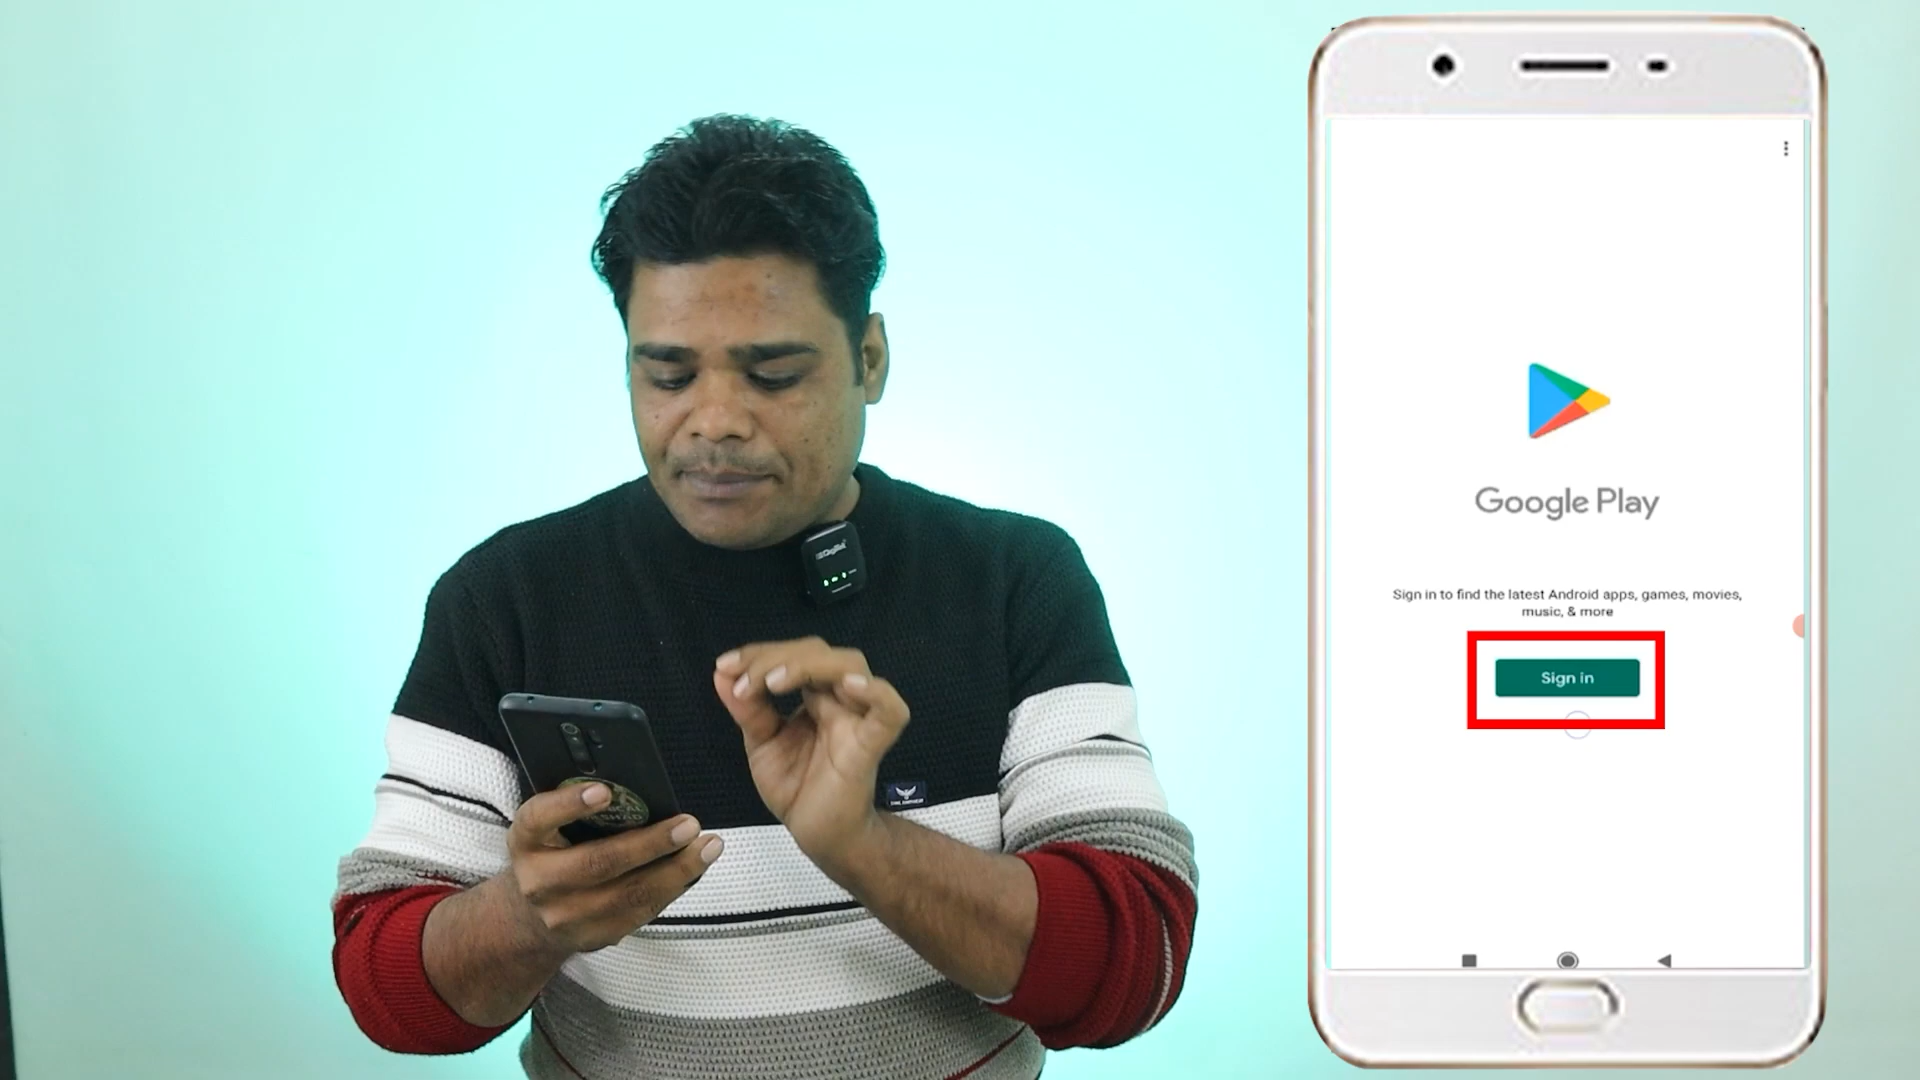 Google Play
Sign in to find the latest Android apps, games, movies,
music, & more
Sign in